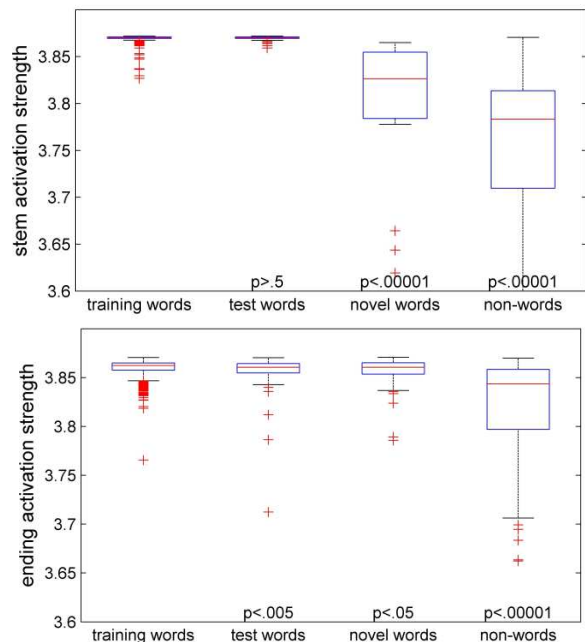 stem activation strength
3.85
3.8
3.75
3.7
3.65
3.6
p>.5 p<.00001 p<.00001
training words test words novel words non-words
ending activation strength
3.85
3.8
3.75
3.7
3.65
3.6
p<.005 p<.05 p<.00001
training words test words novel words non-words